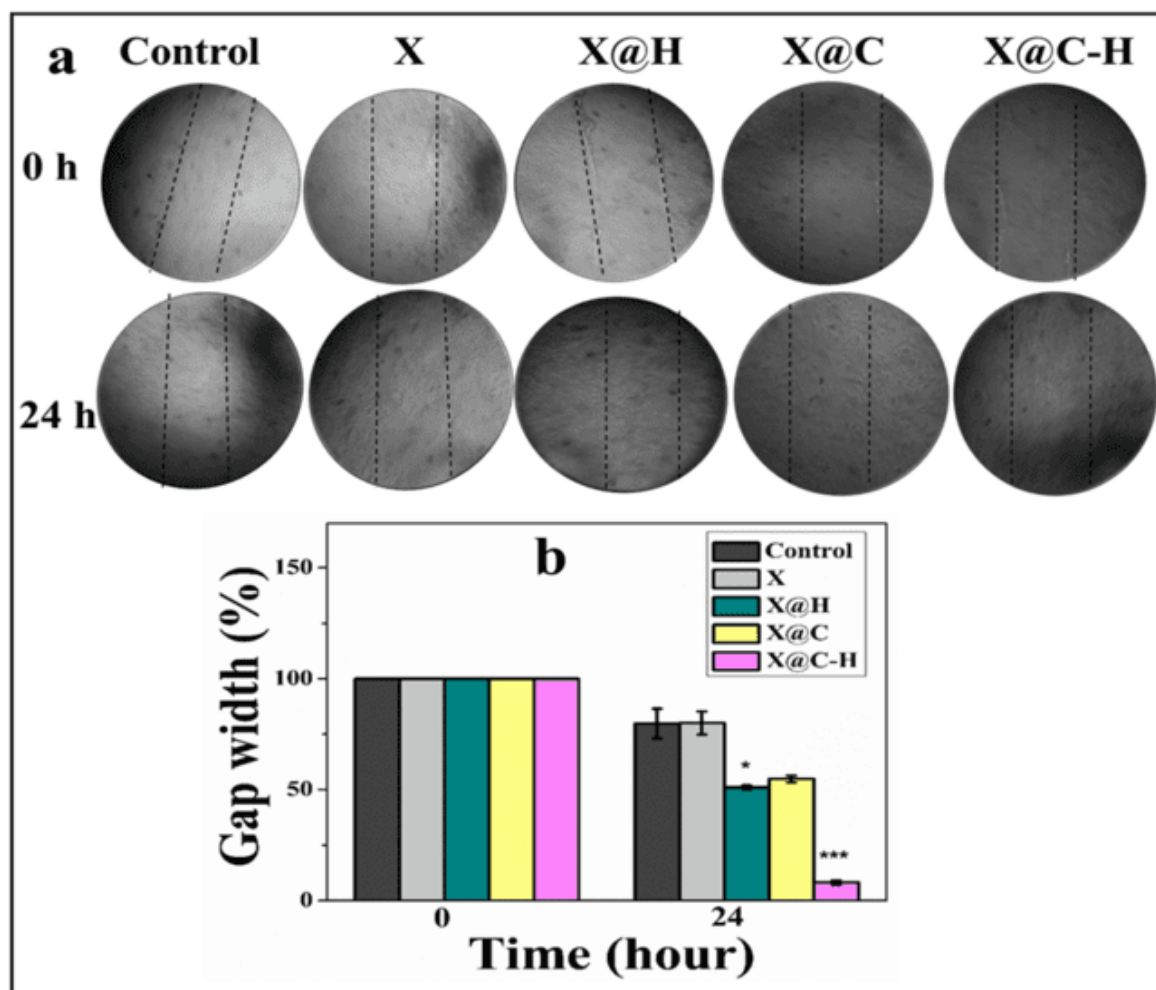 a Control X X@H X@C X@C-H
0 h
24 h
b
Control
X
X@H
X@C
X@C-H
Gap width (%)
150
100
50
0
*
***
0 24
Time (hour)